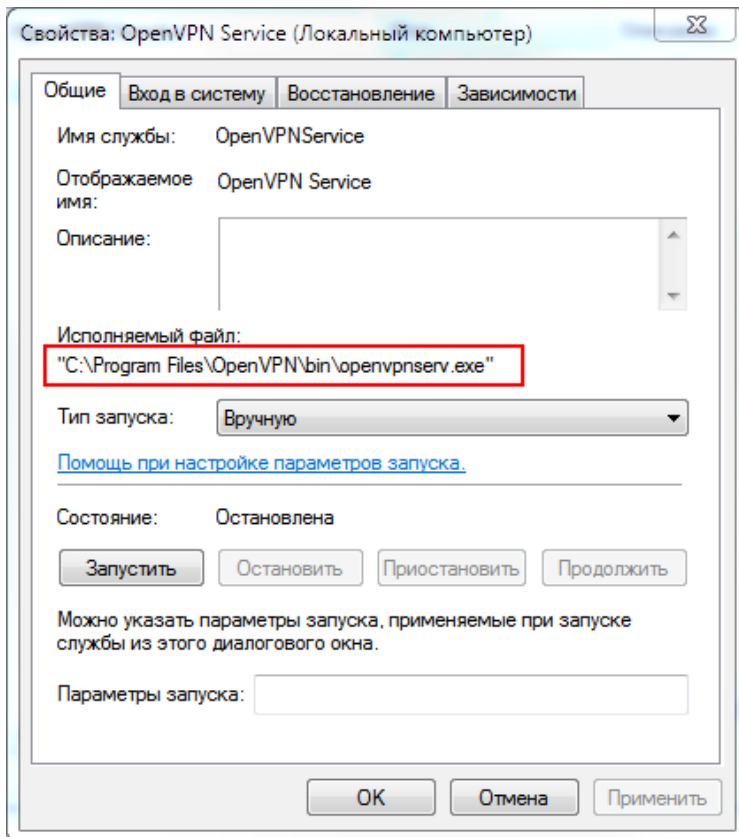 Свойства: OpenVPN Service (Локальный компьютер)
Общие Вход в систему Восстановление Зависимости
Имя службы: OpenVPNService
Отображаемое имя: OpenVPN Service
Описание:
Исполняемый файл:
"C:\Program Files\OpenVPN\bin\openvpnserv.exe"
Тип запуска: Вручную
Помощь при настройке параметров запуска.
Состояние: Остановлена
Запустить Остановить Приостановить Продолжить
Можно указать параметры запуска, применяемые при запуске
службы из этого диалогового окна.
Параметры запуска:
OK Отмена Применить